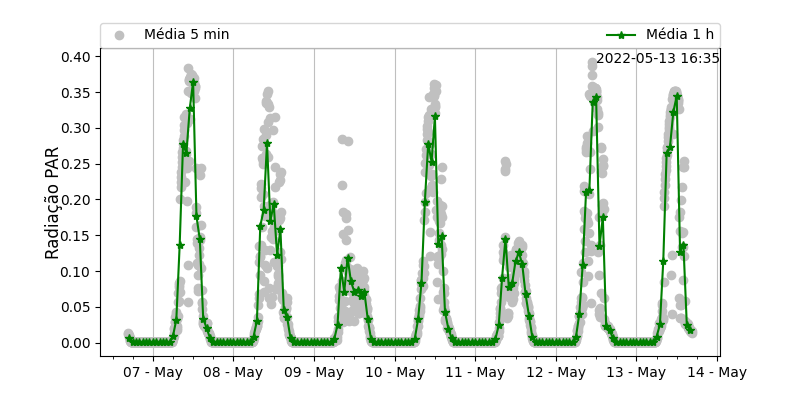 Média 5 min
Média 1 h
2022-05-13 16:35
Radiação PAR
0.40
0.35
0.30
0.25
0.20
0.15
0.10
0.05
0.00
07 - May
08 - May
09 - May
10 - May
11 - May
12 - May
13 - May
14 - May